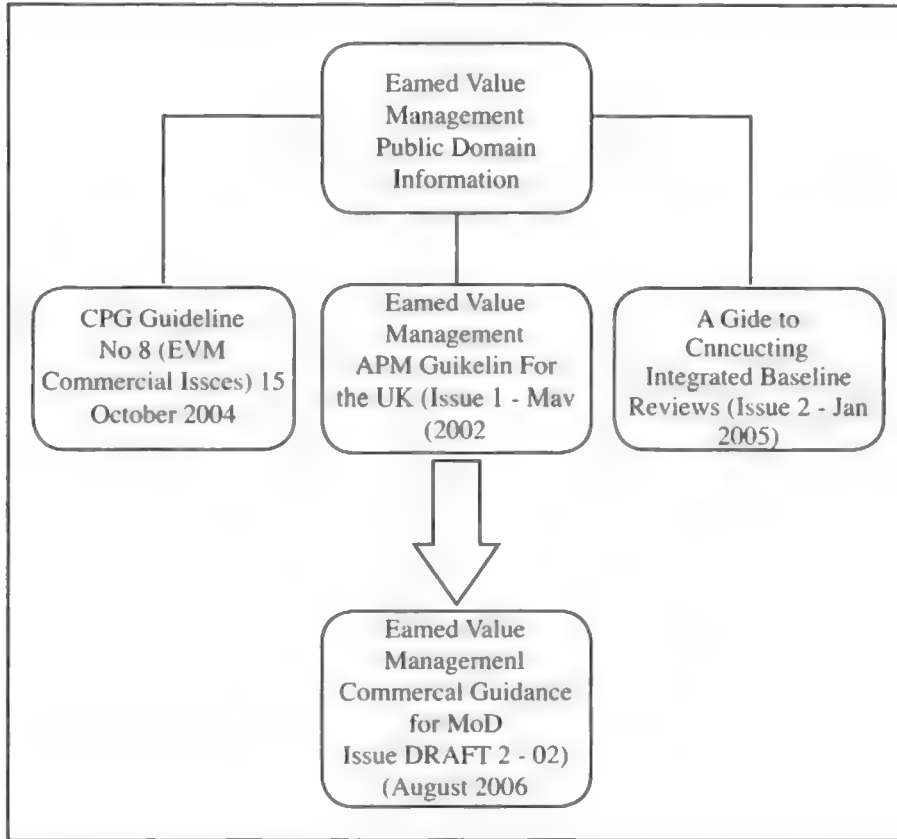 Eamed Value
Management
Public Domain
Information
CPG Guideline
No 8 (EVM
Commercial Issces) 15
October 2004
Eamed Value
Management
APM Guikelin For
the UK (Issue 1 - Mav
(2002
A Gide to
Cnncucting
Integrated Baseline
Reviews (Issue 2 - Jan
2005)
Eamed Value
Managemenl
Commercal Guidance
for MoD
Issue DRAFT 2 - 02)
(August 2006